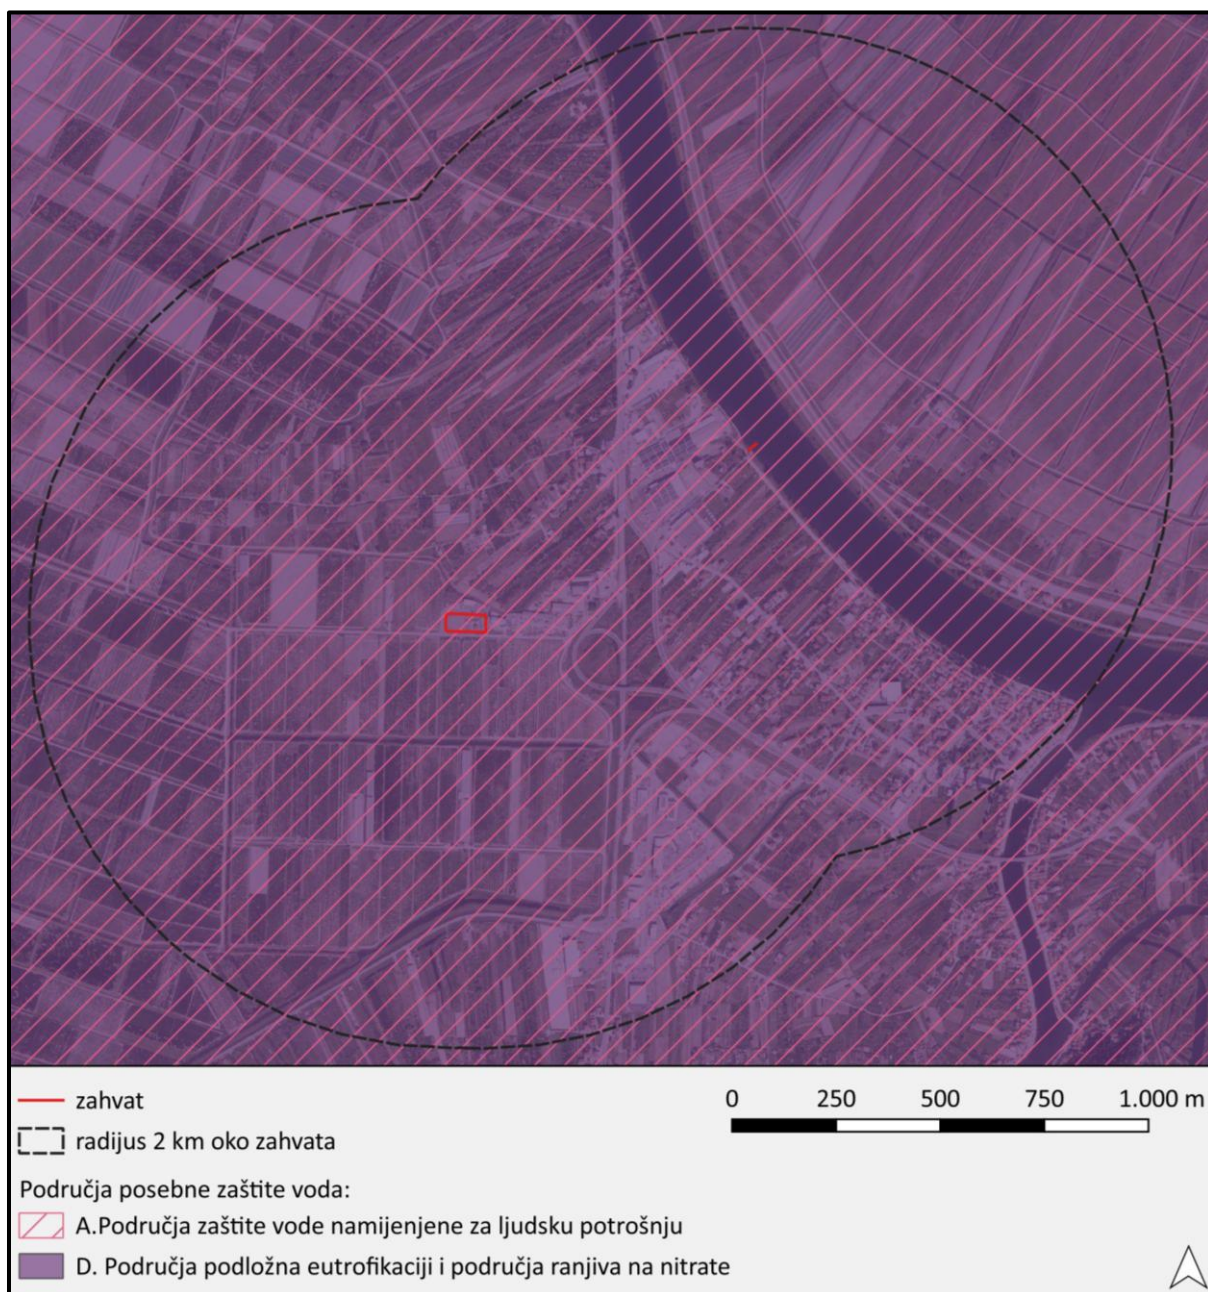 zahvat
0 250 500 750 1.000 m
radijus 2 km oko zahvata
Područja posebne zaštite voda:
A.Područja zaštite vode namijenjene za ljudsku potrošnju
D. Područja podložna eutrofikaciji i područja ranjiva na nitrate